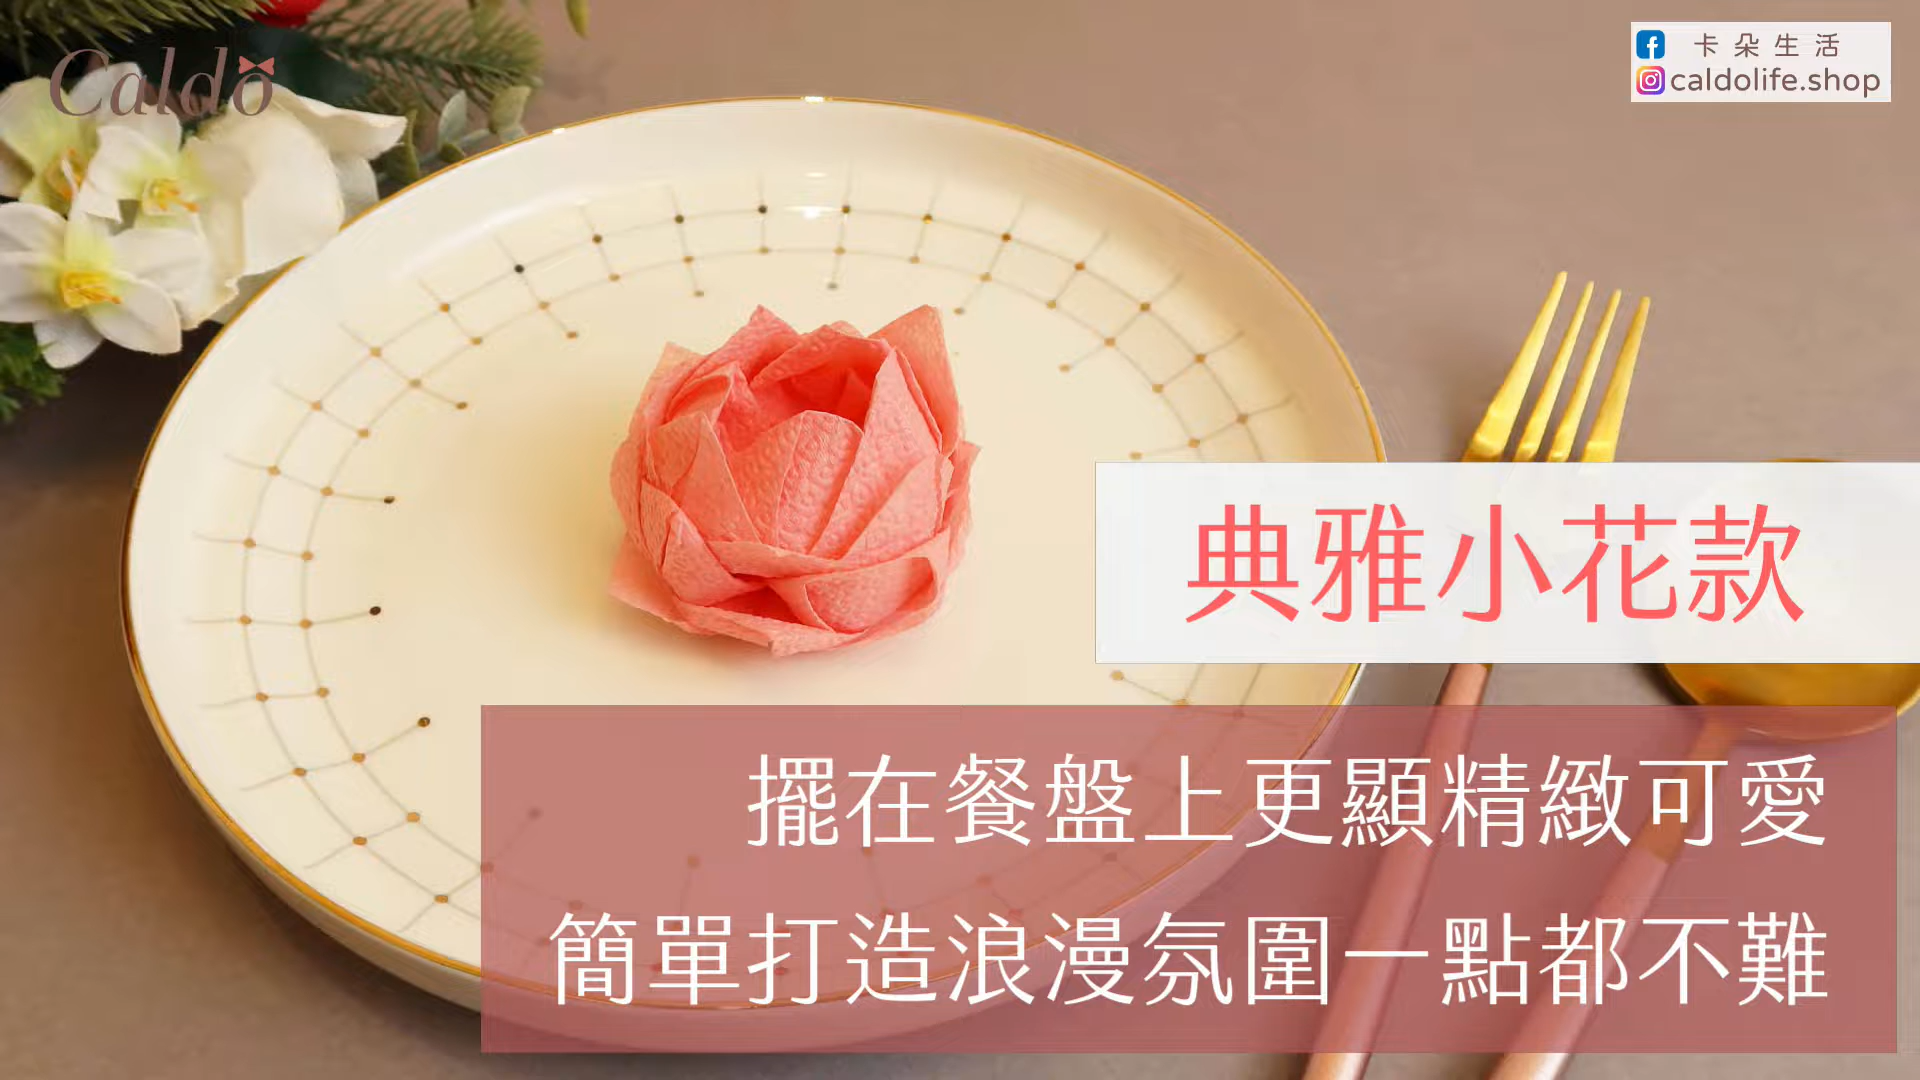 Caldo
卡朵生活
caldolife.shop
典雅小花款
擺在餐盤上更顯精緻可愛
簡單打造浪漫氛圍一點都不難